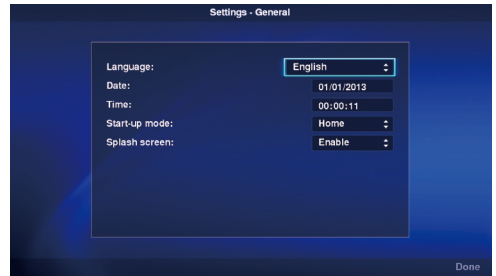 Settings - General
Language: English
Date: 01/01/2013
Time: 00:00:11
Start-up mode: Home
Splash screen: Enable
Done